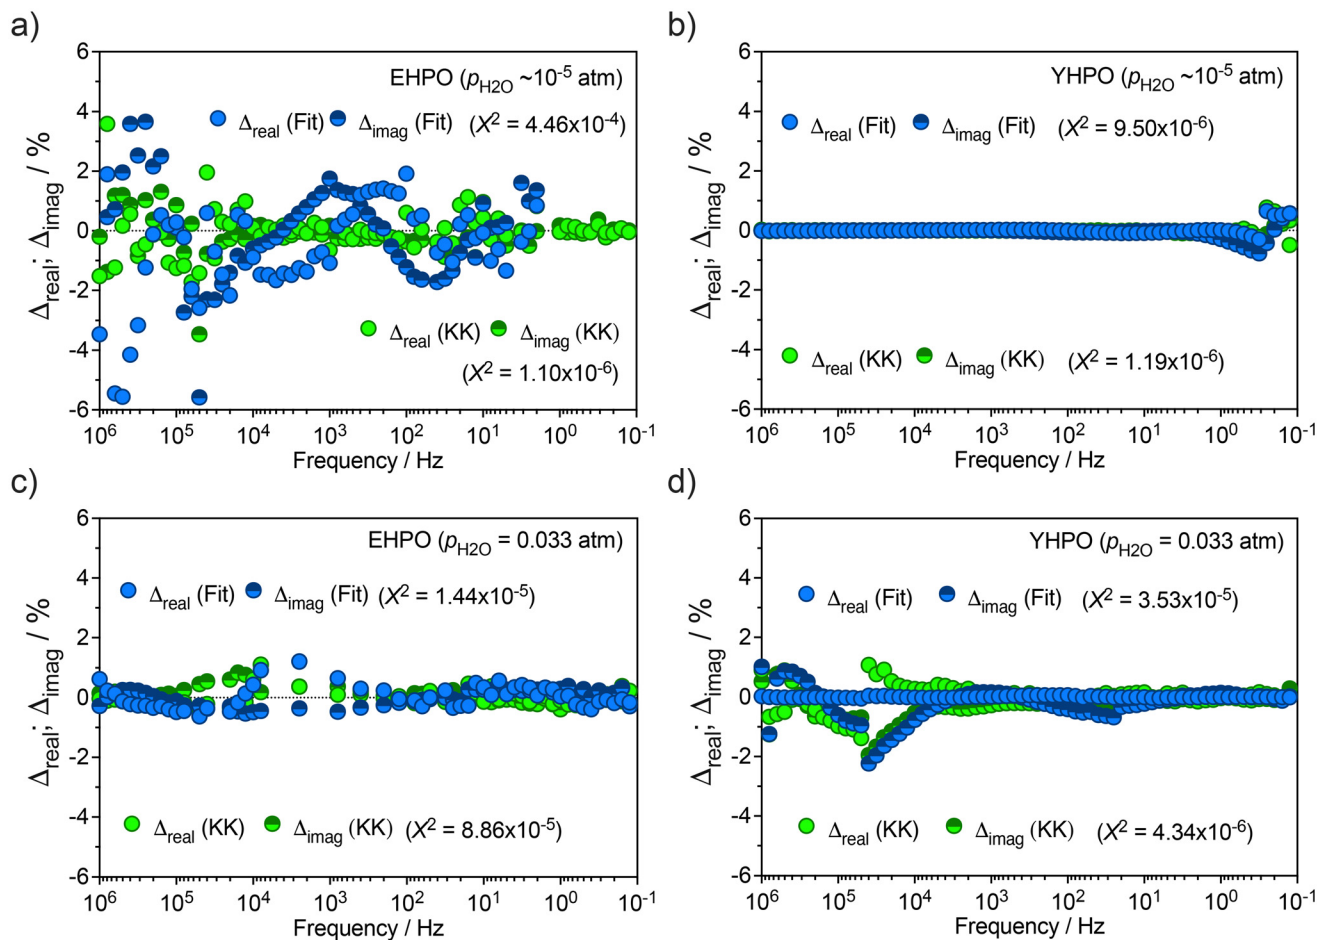 a)
6
4
2
0
-2
-4
-6
Δreal; Δimag / %
EHPO (pH2O ~10-5 atm)
Δreal (Fit) Δimag (Fit) (X2 = 4.46x10-4)
Δreal (KK) Δimag (KK)
(X2 = 1.10x10-6)
106 105 104 103 102 101 100 10-1
Frequency / Hz
b)
6
4
2
0
-2
-4
-6
Δreal; Δimag / %
YHPO (pH2O ~10-5 atm)
Δreal (Fit) Δimag (Fit) (X2 = 9.50x10-6)
Δreal (KK) Δimag (KK) (X2 = 1.19x10-6)
106 105 104 103 102 101 100 10-1
Frequency / Hz
c)
6
4
2
0
-2
-4
-6
Δreal; Δimag / %
EHPO (pH2O = 0.033 atm)
Δreal (Fit) Δimag (Fit) (X2 = 1.44x10-5)
Δreal (KK) Δimag (KK) (X2 = 8.86x10-5)
106 105 104 103 102 101 100 10-1
Frequency / Hz
d)
6
4
2
0
-2
-4
-6
Δreal; Δimag / %
YHPO (pH2O = 0.033 atm)
Δreal (Fit) Δimag (Fit) (X2 = 3.53x10-5)
Δreal (KK) Δimag (KK) (X2 = 4.34x10-6)
106 105 104 103 102 101 100 10-1
Frequency / Hz